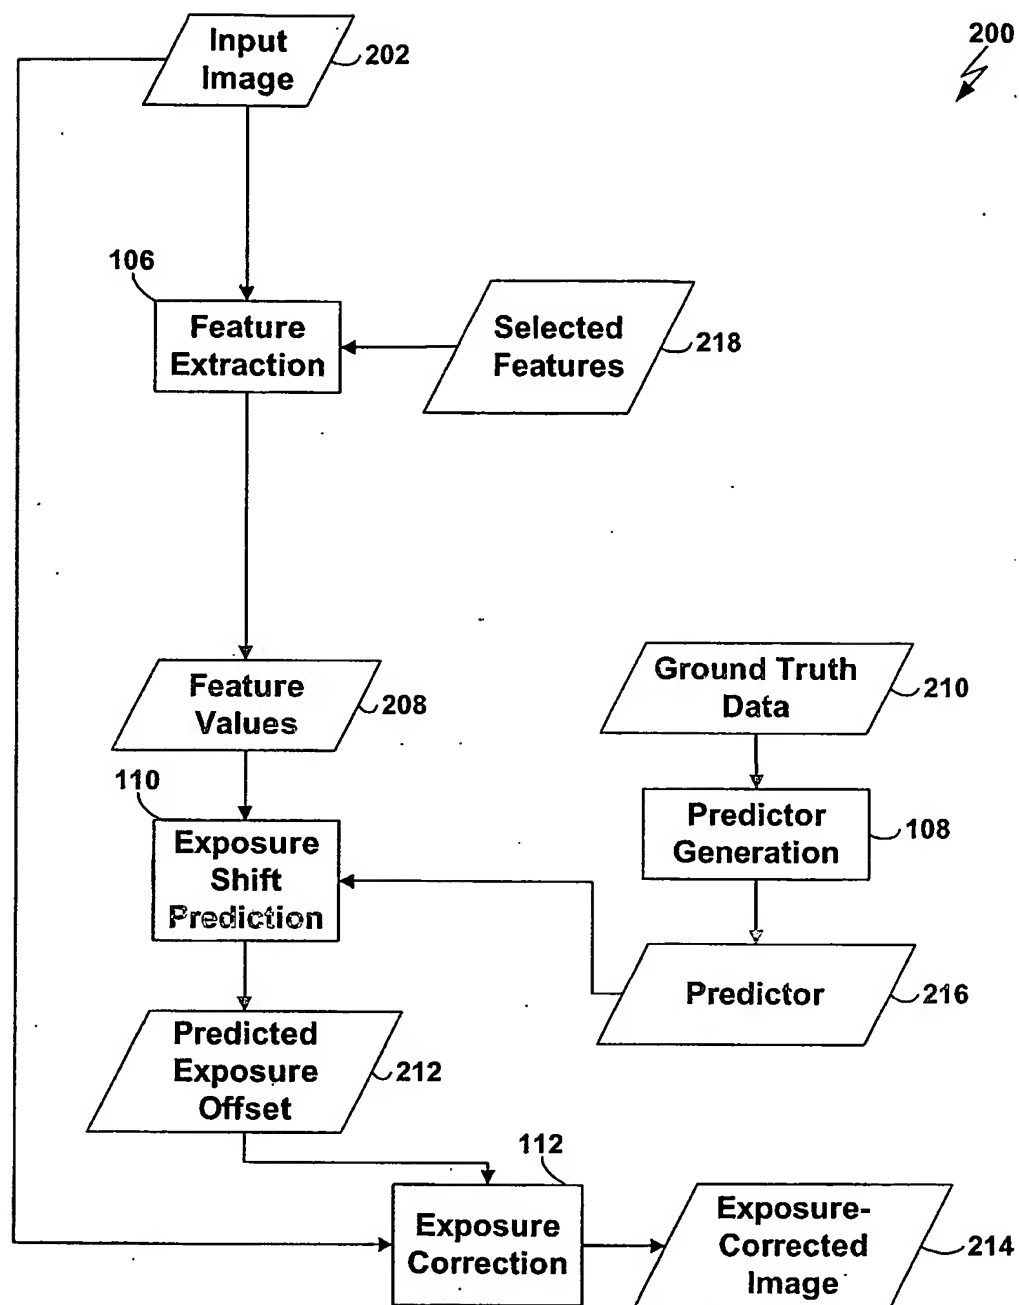 Input
Image
202
200
106
Feature
Extraction
Selected
Features
218
Feature
Values
208
Ground Truth
Data
210
110
Exposure
Shift
Prediction
Predictor
Generation
108
Predictor
216
Predicted
Exposure
Offset
212
112
Exposure
Correction
Exposure-
Corrected
Image
214